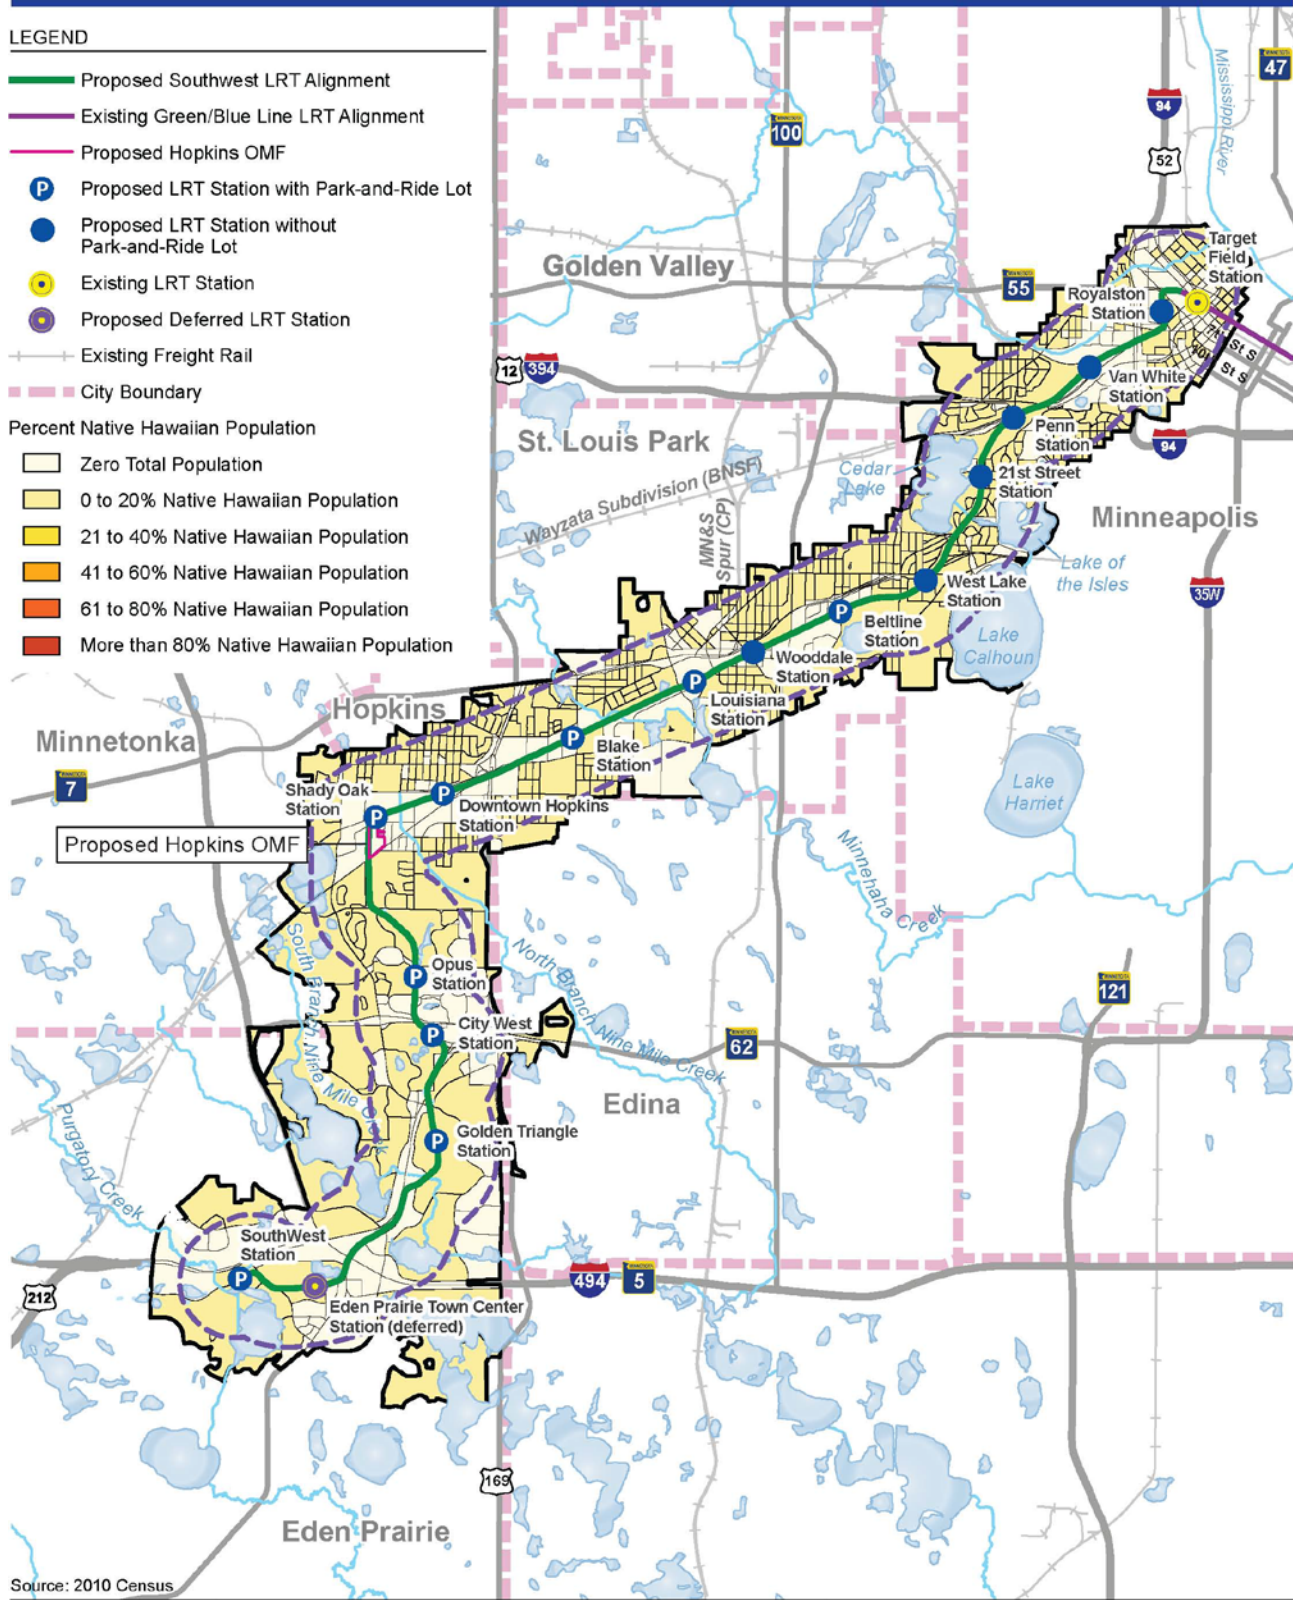 LEGEND
Proposed Southwest LRT Alignment
Existing Green/Blue Line LRT Alignment
Proposed Hopkins OMF
P
Proposed LRT Station with Park-and-Ride Lot
Proposed LRT Station without
Park-and-Ride Lot
Existing LRT Station
Proposed Deferred LRT Station
Existing Freight Rail
City Boundary
Percent Native Hawaiian Population
Zero Total Population
0 to 20% Native Hawaiian Population
21 to 40% Native Hawaiian Population
41 to 60% Native Hawaiian Population
61 to 80% Native Hawaiian Population
More than 80% Native Hawaiian Population
47
94
100
52
Mississippi River
Target
Field
Station
Golden Valley
55
Royalston
Station
7th St S
10th St S
12
394
Van White
Station
Penn
Station
94
St. Louis Park
Cedar
Lake
21st Street
Station
Wayzata Subdivision (BNSF)
MN&S
Spur (CP)
Minneapolis
Lake of
the Isles
West Lake
Station
35W
P
Beltline
Station
Lake
Calhoun
Wooddale
Station
P
Louisiana
Station
Hopkins
Minnetonka
P
Blake
Station
7
Shady Oak
Station
P
P
Downtown Hopkins
Station
Lake
Harriet
Proposed Hopkins OMF
Minnehaha Creek
South Branch Nine Mile Creek
North Branch Nine Mile Creek
P
Opus
Station
121
P
City West
Station
62
Edina
Purgatory Creek
P
Golden Triangle
Station
SouthWest
Station
P
494
5
212
Eden Prairie Town Center
Station (deferred)
169
Eden Prairie
Source: 2010 Census